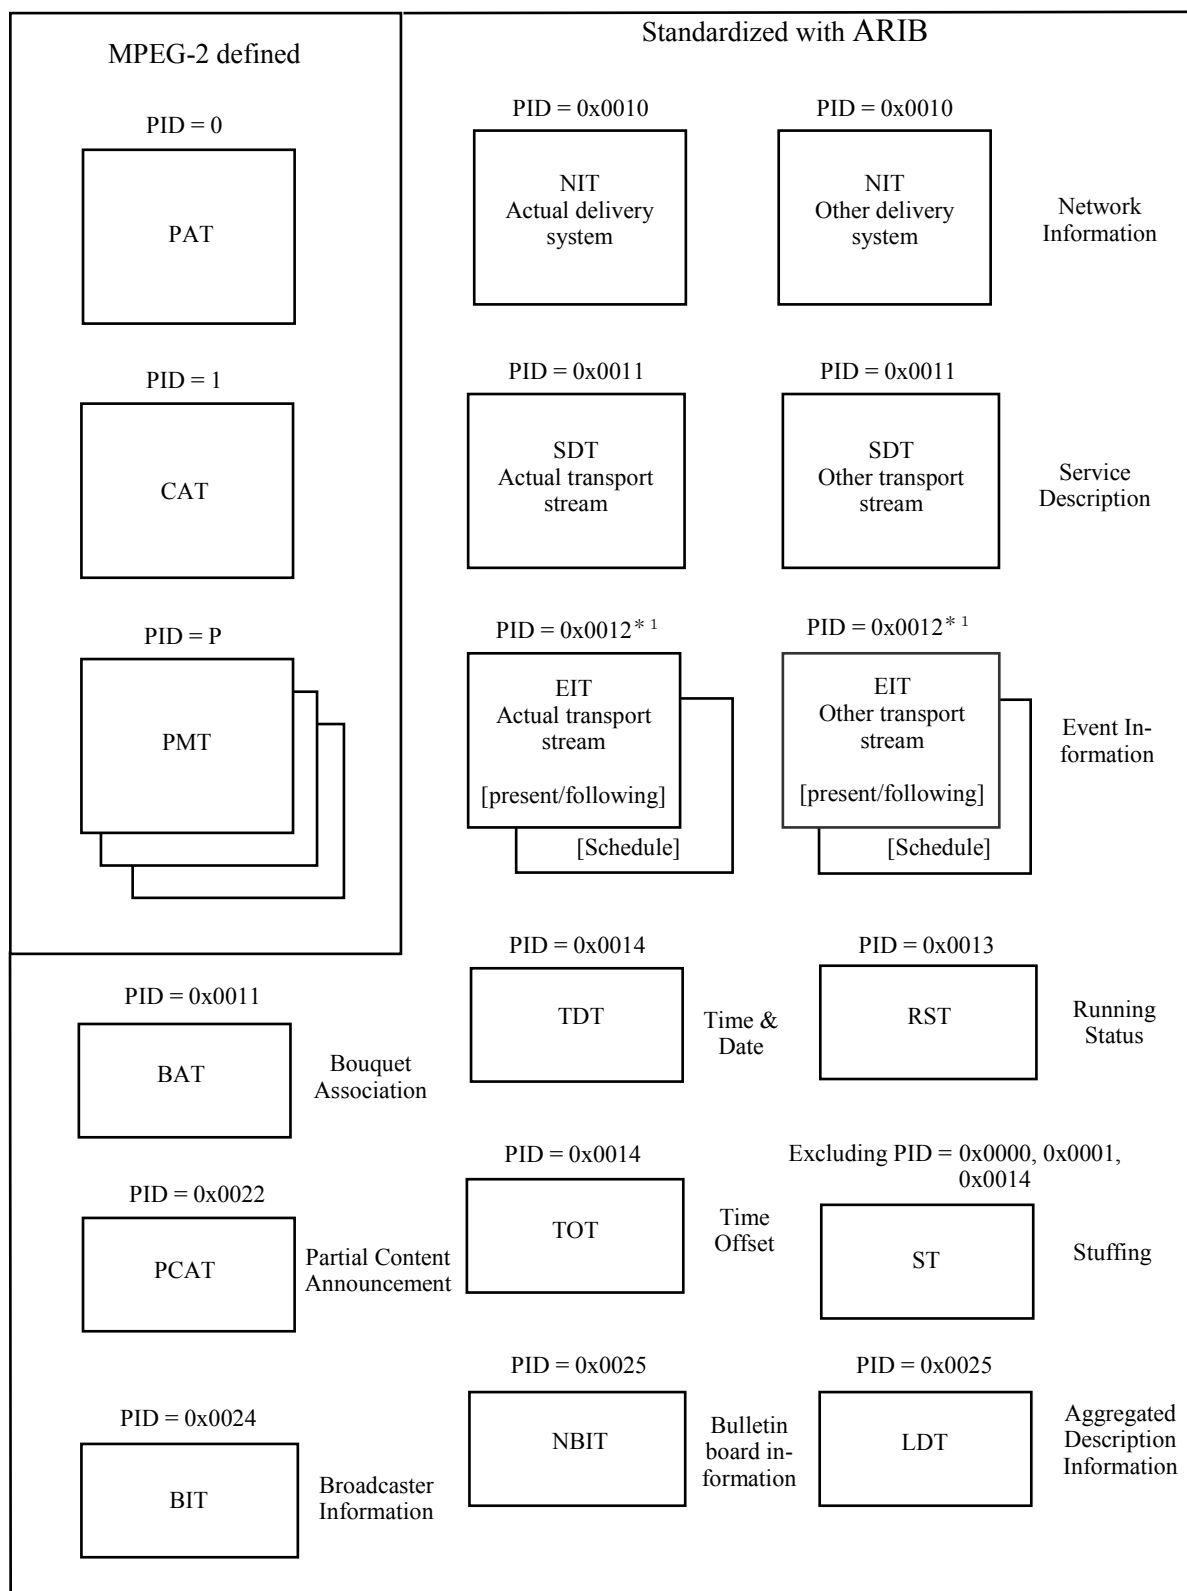 MPEG-2 defined
Standardized with ARIB
PID = 0
PAT
PID = 0x0010
NIT
Actual delivery
system
PID = 0x0010
NIT
Other delivery
system
Network
Information
PID = 1
CAT
PID = 0x0011
SDT
Actual transport
stream
PID = 0x0011
SDT
Other transport
stream
Service
Description
PID = P
PMT
PID = 0x0012* 1
EIT
Actual transport
stream
[present/following]
[Schedule]
PID = 0x0012* 1
EIT
Other transport
stream
[present/following]
[Schedule]
Event In-
formation
PID = 0x0011
BAT
Bouquet
Association
PID = 0x0014
TDT
Time &
Date
PID = 0x0013
RST
Running
Status
PID = 0x0022
PCAT
Partial Content
Announcement
PID = 0x0014
TOT
Time
Offset
Excluding PID = 0x0000, 0x0001,
0x0014
ST
Stuffing
PID = 0x0024
BIT
Broadcaster
Information
PID = 0x0025
NBIT
Bulletin
board in-
formation
PID = 0x0025
LDT
Aggregated
Description
Information